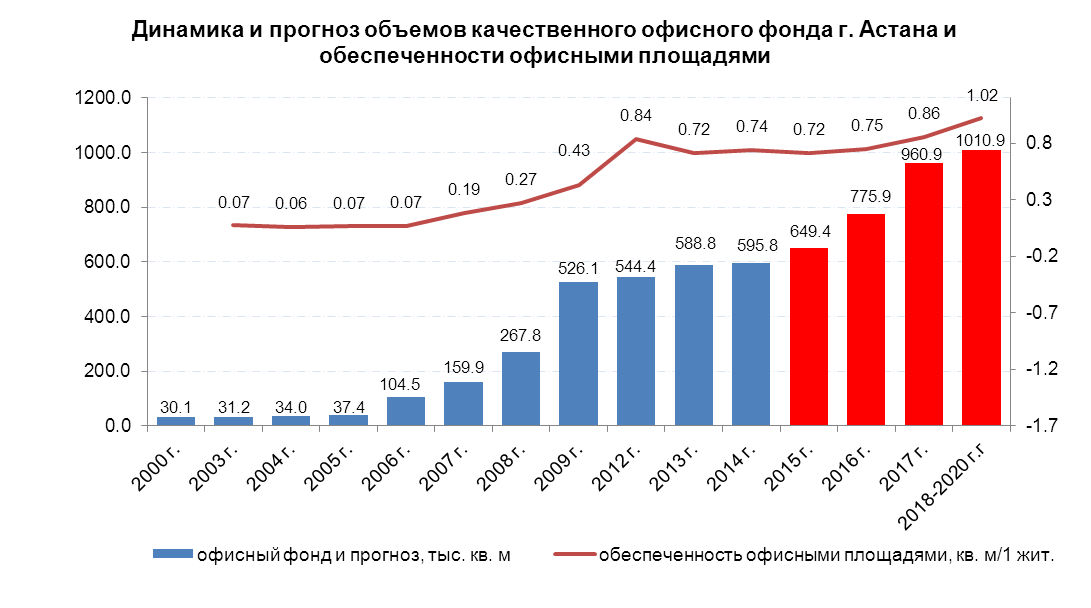 Динамика и прогноз объемов качественного офисного фонда г. Астана и
обеспеченности офисными площадями
1200.0
1000.0
800.0
600.0
400.0
200.0
0.0
0.8
0.3
-0.2
-0.7
-1.2
-1.7
0.07
0.06
0.07
0.07
0.19
0.27
0.43
0.84
0.72
0.74
0.72
0.75
0.86
1.02
30.1
31.2
34.0
37.4
104.5
159.9
267.8
526.1
544.4
588.8
595.8
649.4
775.9
960.9
1010.9
2000 г.
2003 г.
2004 г.
2005 г.
2006 г.
2007 г.
2008 г.
2009 г.
2012 г.
2013 г.
2014 г.
2015 г.
2016 г.
2017 г.
2018-2020 г.г
офисный фонд и прогноз, тыс. кв. м
обеспеченность офисными площадями, кв. м/1 жит.